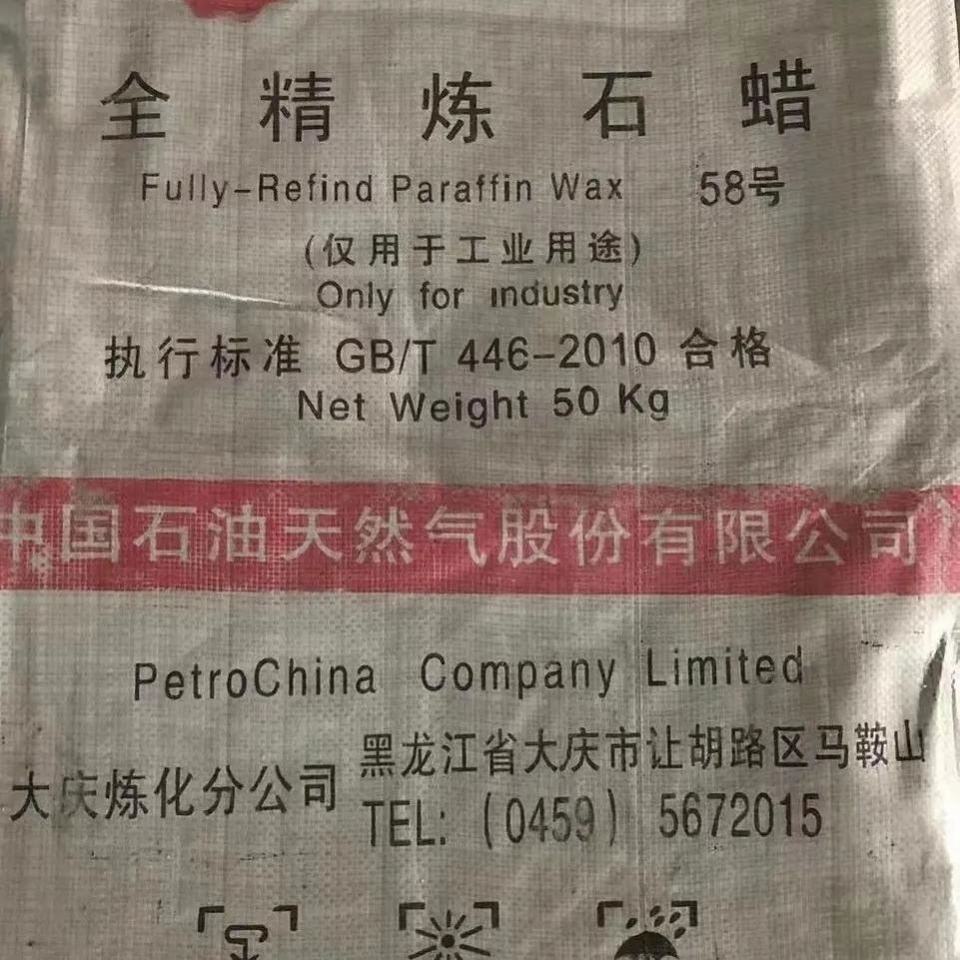 全精炼石蜡
Fully-Refind Paraffin Wax 58号
(仅用于工业用途)
Only for industry
执行标准 GB/T 446-2010 合格
Net Weight 50 Kg
中国石油天然气股份有限公司
PetroChina Company Limited
大庆炼化分公司
黑龙江省大庆市让胡路区马鞍山
TEL: (0459) 5672015